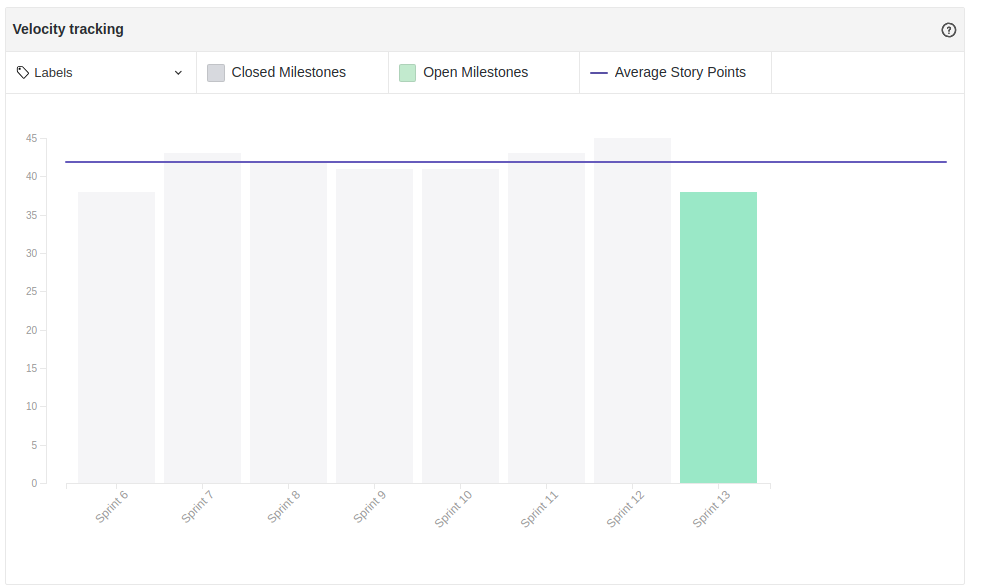 Velocity tracking
?
Labels
Closed Milestones
Open Milestones
Average Story Points
45
40
35
30
25
20
15
10
5
0
Sprint 6
Sprint 7
Sprint 8
Sprint 9
Sprint 10
Sprint 11
Sprint 12
Sprint 13